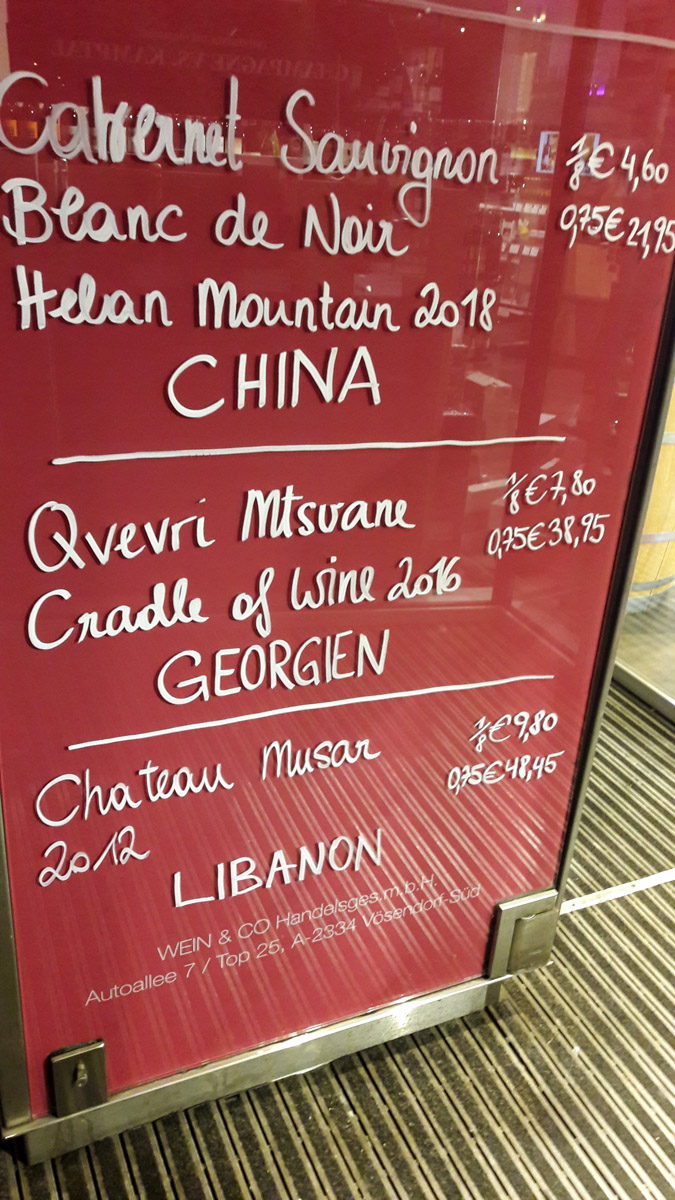 Cabernet Sauvignon 1/8 € 4,60
Blanc de Noir 0,75 € 21,95
Helan Mountain 2018
CHINA
Qvevri Mtsvane 1/8 € 7,80
0,75 € 38,95
Cradle of Wine 2016
GEORGIEN
Chateau Musar 1/8 € 9,80
0,75 € 48,45
2012
LIBANON
WEIN & CO Handelsges.m.b.H.
Autoallee 7 / Top 25, A-2334 Vösendorf-Süd